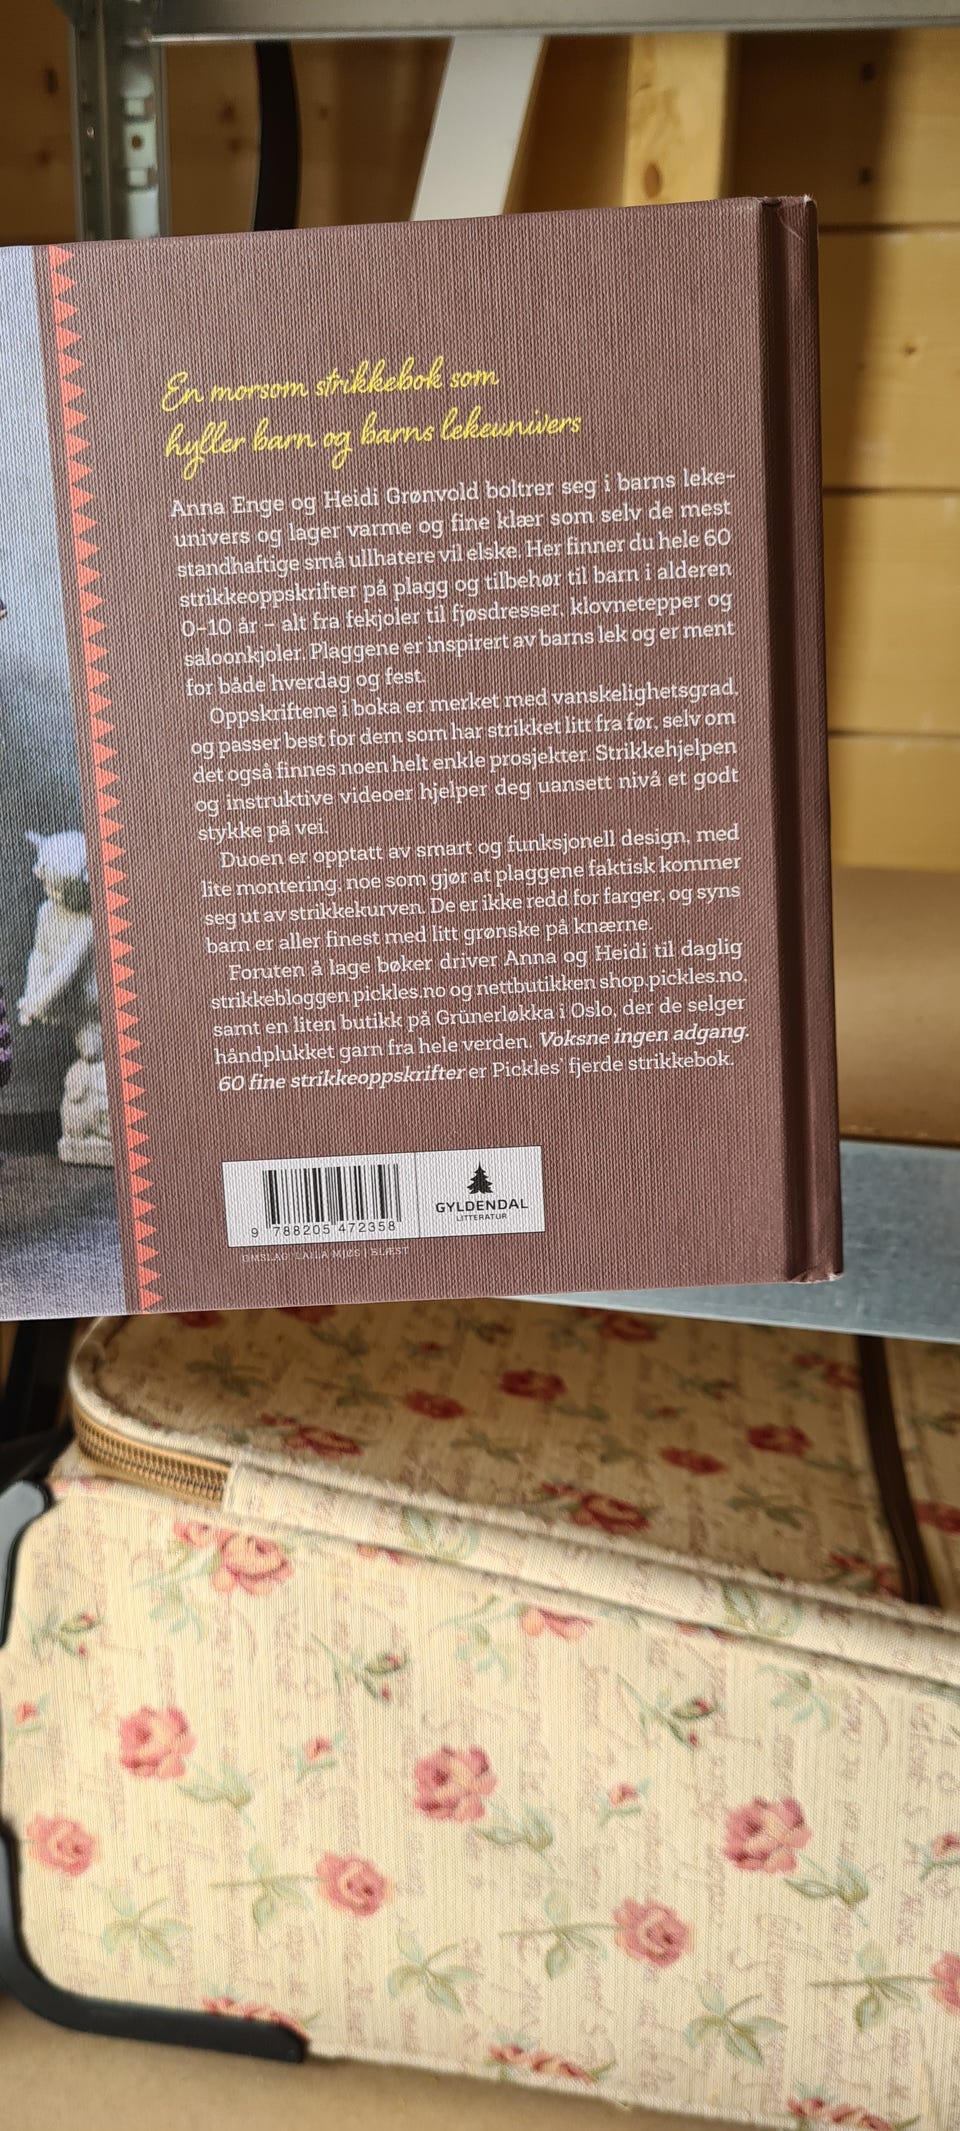 En morsom strikkebok som
hyller barn og barns lekeunivers
Anna Enge og Heidi Grønvold boltrer seg i barns leke-
univers og lager varme og fine klær som selv de mest
standhaftige små ullhatere vil elske. Her finner du hele 60
strikkeoppskrifter på plagg og tilbehør til barn i alderen
0–10 år – alt fra fekjoler til fjøsdresser, klovnetepper og
saloonkjoler. Plaggene er inspirert av barns lek og er ment
for både hverdag og fest.
Oppskriftene i boka er merket med vanskelighetsgrad,
og passer best for dem som har strikket litt fra før, selv om
det også finnes noen helt enkle prosjekter. Strikkehjelpen
og instruktive videoer hjelper deg uansett nivå et godt
stykke på vei.
Duoen er opptatt av smart og funksjonell design, med
lite montering, noe som gjør at plaggene faktisk kommer
seg ut av strikkekurven. De er ikke redd for farger, og syns
barn er aller finest med litt grønske på knærne.
Foruten å lage bøker driver Anna og Heidi til daglig
strikkebloggen pickles.no og nettbutikken shop.pickles.no,
samt en liten butikk på Grünerløkka i Oslo, der de selger
håndplukket garn fra hele verden. Voksne ingen adgang.
60 fine strikkeoppskrifter er Pickles' fjerde strikkebok.
9 788205 472358
GYLDENDAL
LITTERATUR
OMSLAG: LAILA MJØS | BLÆST